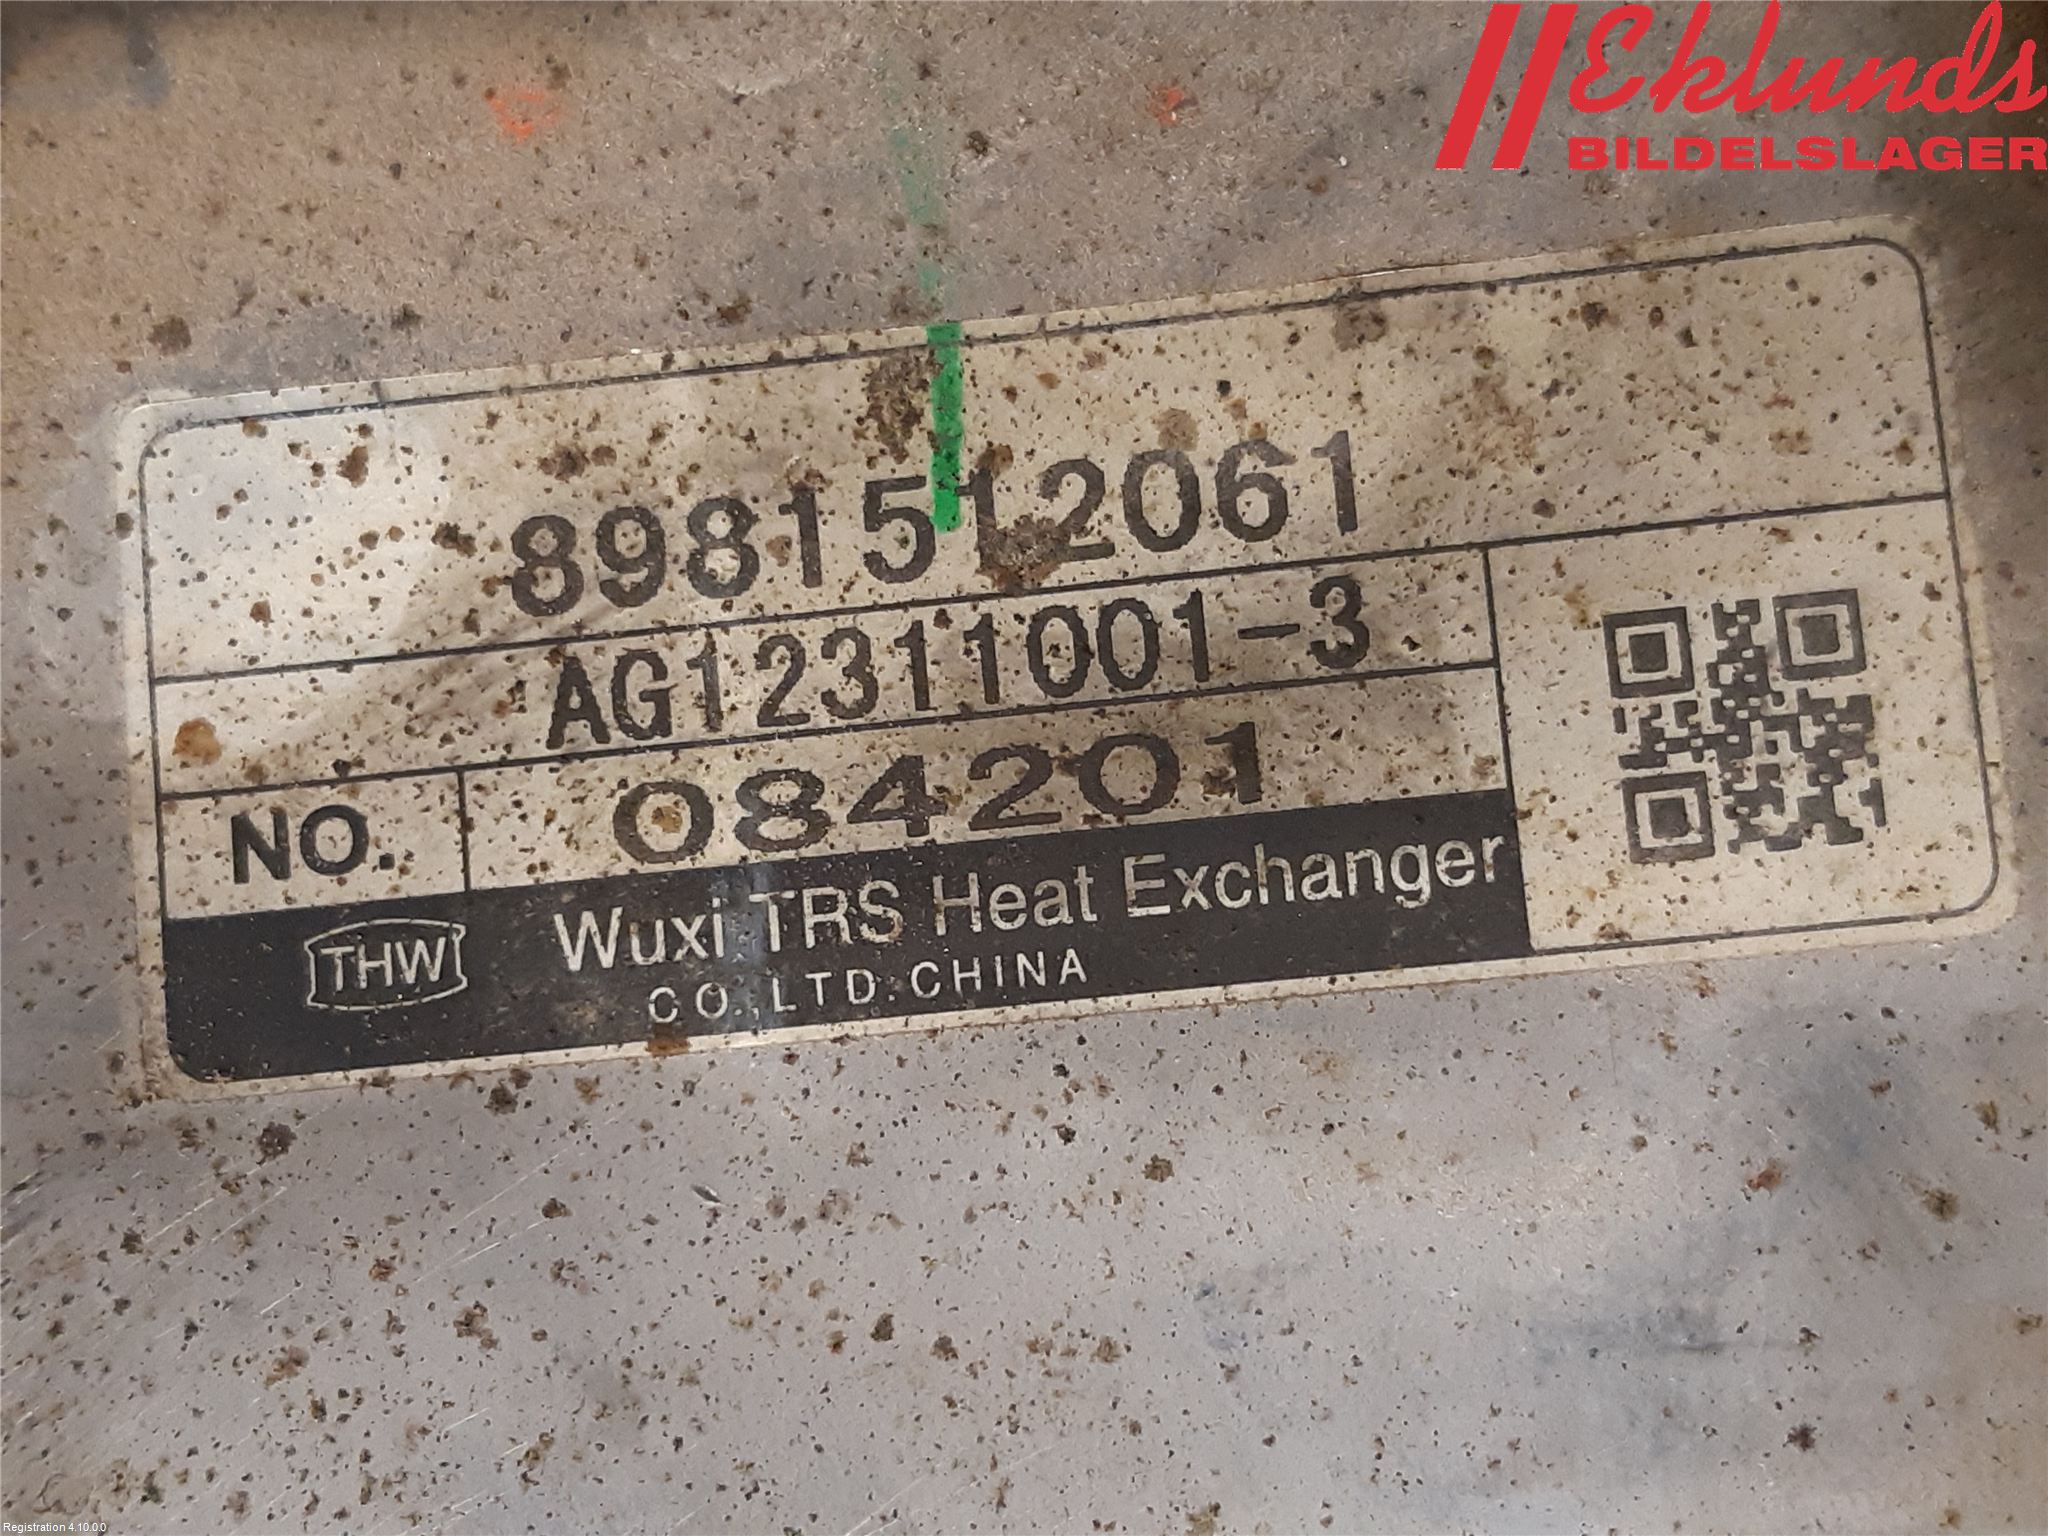 Eklunds
BILDELSLAGER
8981512061
AG12311001-3
NO. 084201
THW Wuxi TRS Heat Exchanger
CO.,LTD.CHINA
Registration 4.10.0.0